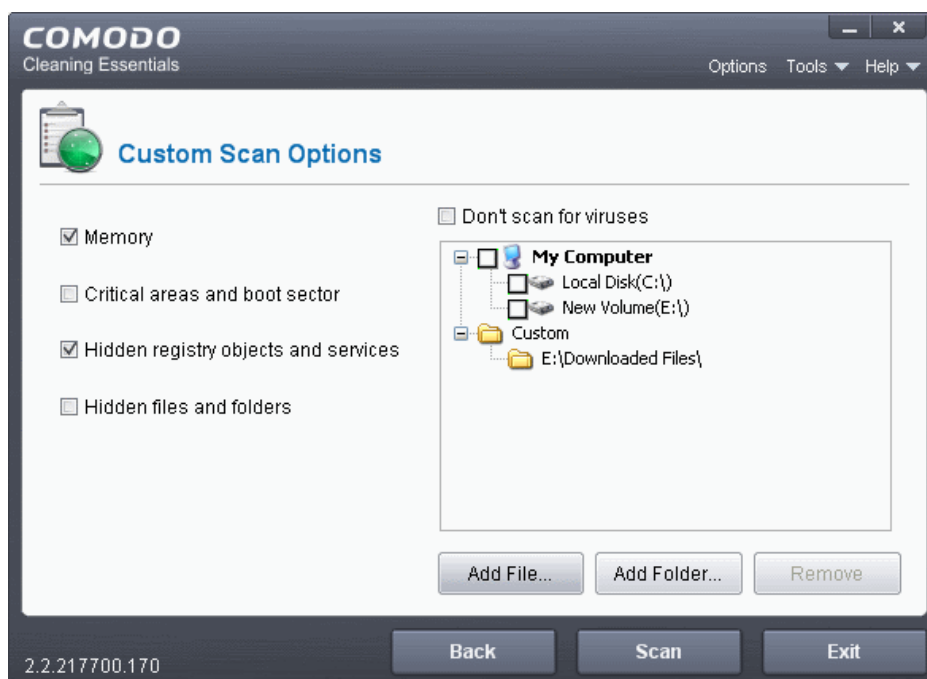 COMODO
Cleaning Essentials
Options Tools Help
Custom Scan Options
Memory
Critical areas and boot sector
Hidden registry objects and services
Hidden files and folders
Don't scan for viruses
My Computer
Local Disk(C:\)
New Volume(E:\)
Custom
E:\Downloaded Files\
Add File... Add Folder... Remove
2.2.217700.170
Back Scan Exit